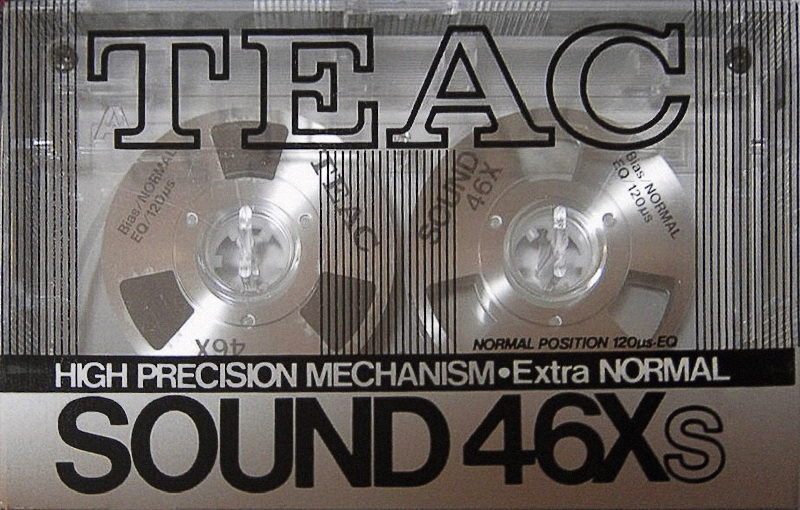 TEAC
A
Bias/NORMAL
EQ/120µs
TEAC
46X
SOUND
46X
Bias/NORMAL
EQ/120µs
NORMAL POSITION 120µs-EQ
HIGH PRECISION MECHANISM•Extra NORMAL
SOUND 46Xs